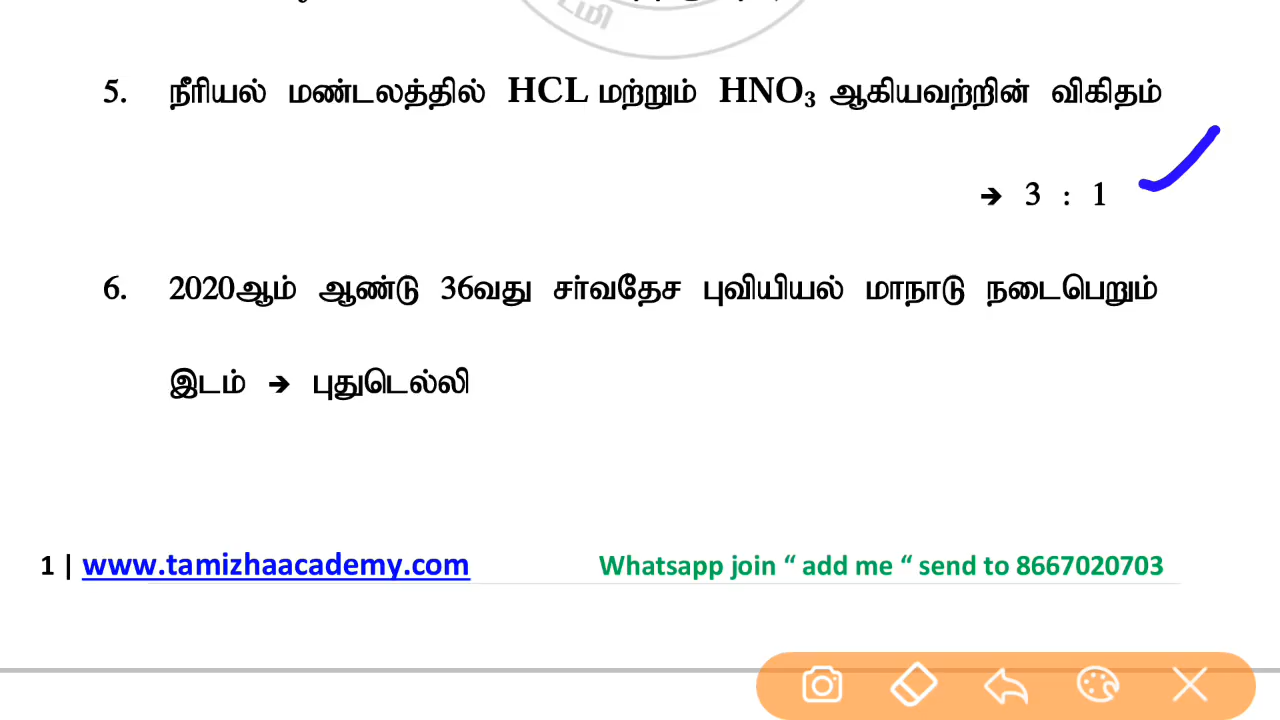 டமி
5. நீரியல் மண்டலத்தில் HCL மற்றும் HNO₃ ஆகியவற்றின் விகிதம்
➔ 3 : 1
6. 2020ஆம் ஆண்டு 36வது சர்வதேச புவியியல் மாநாடு நடைபெறும்
இடம் ➔ புதுடெல்லி
1 | www.tamizhaacademy.com Whatsapp join “ add me “ send to 8667020703